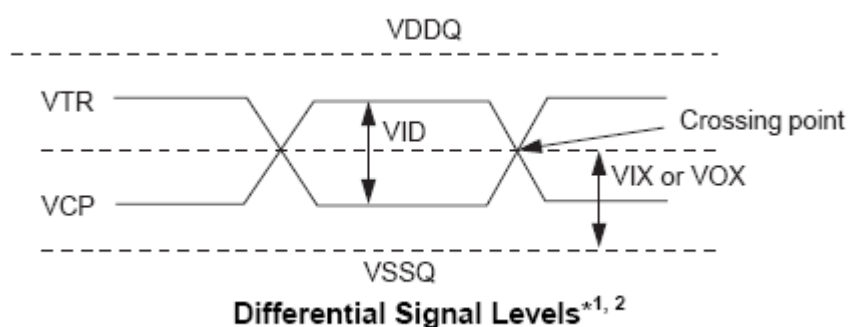 VDDQ
VTR
VID
Crossing point
VIX or VOX
VCP
VSSQ
Differential Signal Levels*1, 2